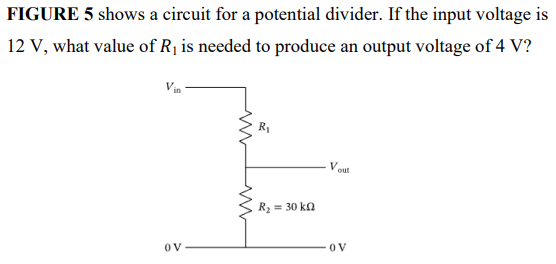 FIGURE 5 shows a circuit for a potential divider. If the input voltage is
12 V, what value of R₁ is needed to produce an output voltage of 4 V?
Vin
R₁
Vout
R₂ = 30 kΩ
0 V
0 V